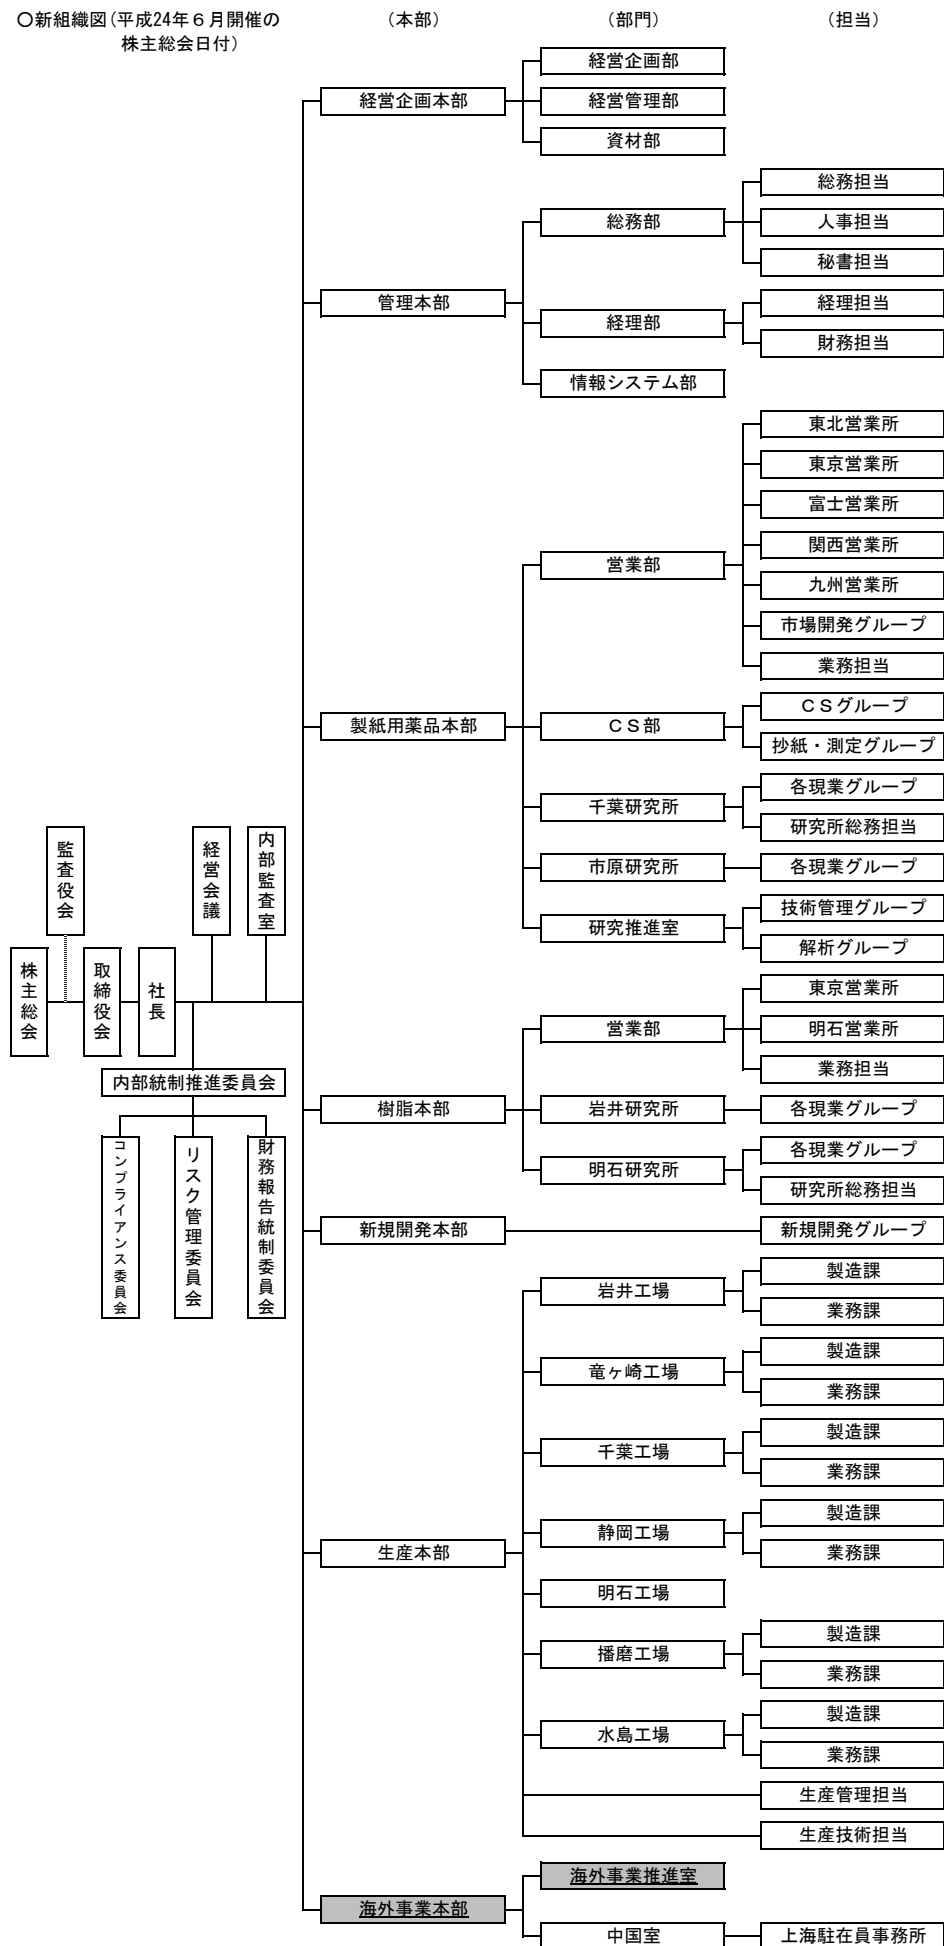 ○新組織図(平成24年6月開催の
株主総会日付)
(本部)
(部門)
(担当)
経営企画本部
経営企画部
経営管理部
資材部
管理本部
総務部
総務担当
人事担当
秘書担当
経理部
経理担当
財務担当
情報システム部
製紙用薬品本部
営業部
東北営業所
東京営業所
富士営業所
関西営業所
九州営業所
市場開発グループ
業務担当
CS部
CSグループ
抄紙・測定グループ
千葉研究所
各現業グループ
研究所総務担当
市原研究所
各現業グループ
研究推進室
技術管理グループ
解析グループ
監査役会
経営会議
内部監査室
株主総会
取締役会
社長
内部統制推進委員会
コンプライアンス委員会
リスク管理委員会
財務報告統制委員会
樹脂本部
営業部
東京営業所
明石営業所
業務担当
岩井研究所
各現業グループ
明石研究所
各現業グループ
研究所総務担当
新規開発本部
新規開発グループ
生産本部
岩井工場
製造課
業務課
竜ヶ崎工場
製造課
業務課
千葉工場
製造課
業務課
静岡工場
製造課
業務課
明石工場
播磨工場
製造課
業務課
水島工場
製造課
業務課
生産管理担当
生産技術担当
海外事業本部
海外事業推進室
中国室
上海駐在員事務所